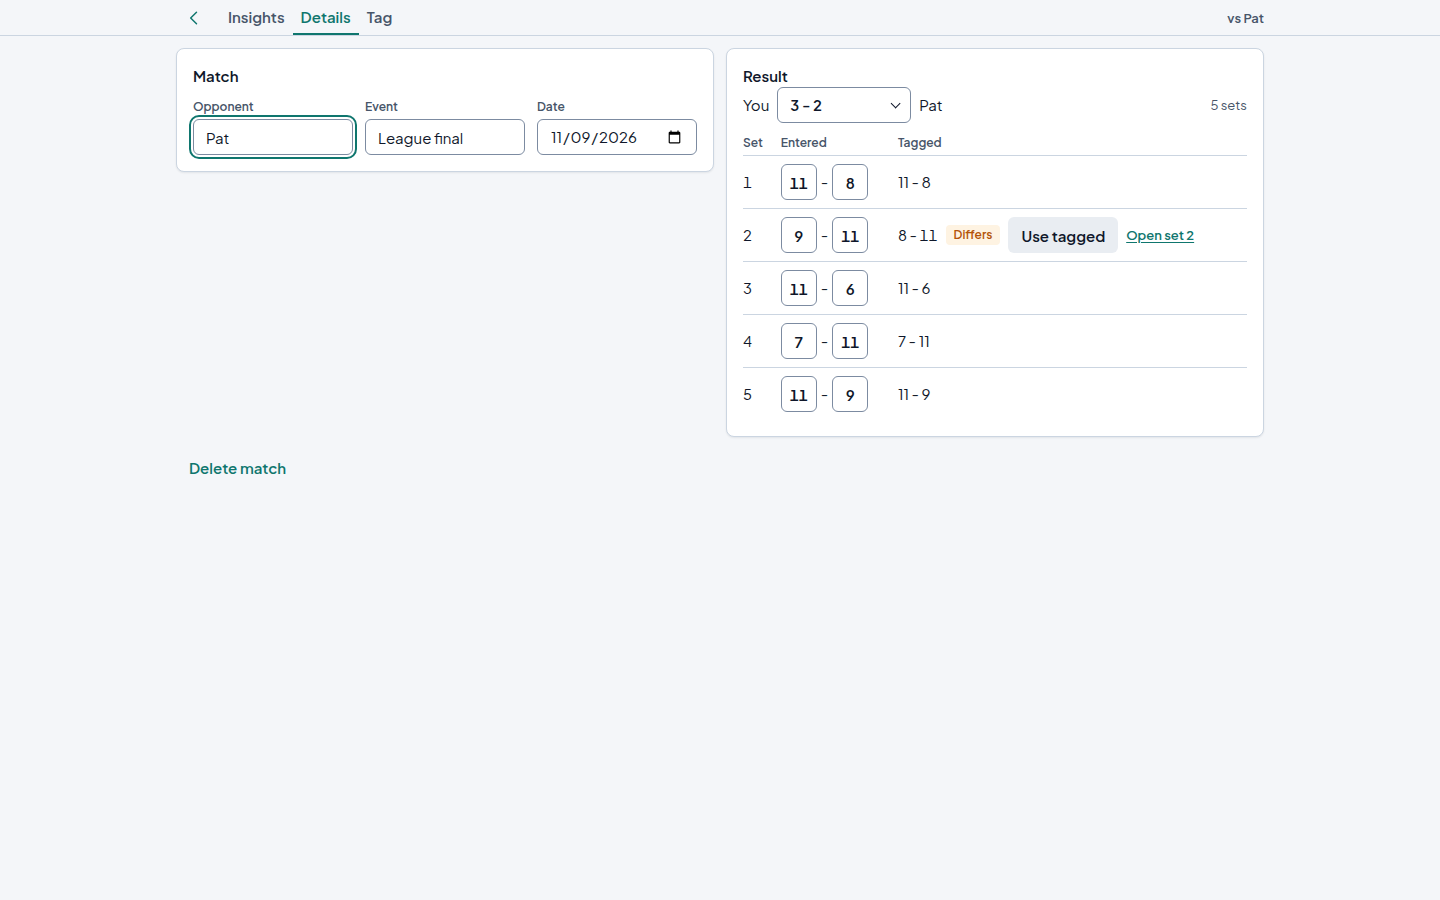 Insights Details Tag vs Pat
Match
Opponent Event Date
Pat League final 11/09/2026
Result
You 3 - 2 Pat 5 sets
Set Entered Tagged
1 11 - 8 11 - 8
2 9 - 11 8 - 11 Differs Use tagged Open set 2
3 11 - 6 11 - 6
4 7 - 11 7 - 11
5 11 - 9 11 - 9
Delete match